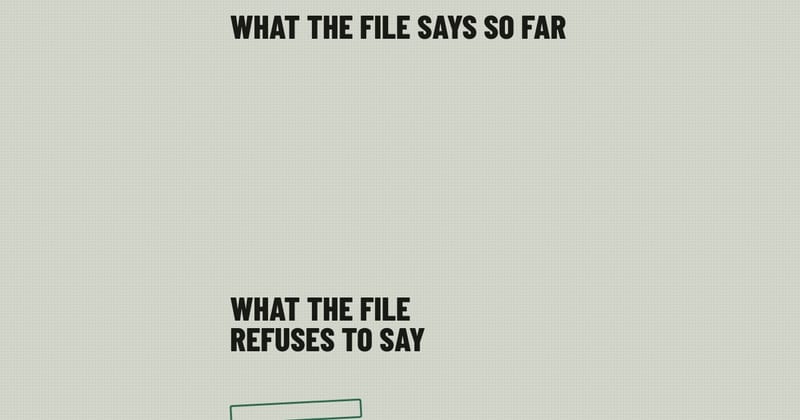 WHAT THE FILE SAYS SO FAR
WHAT THE FILE
REFUSES TO SAY